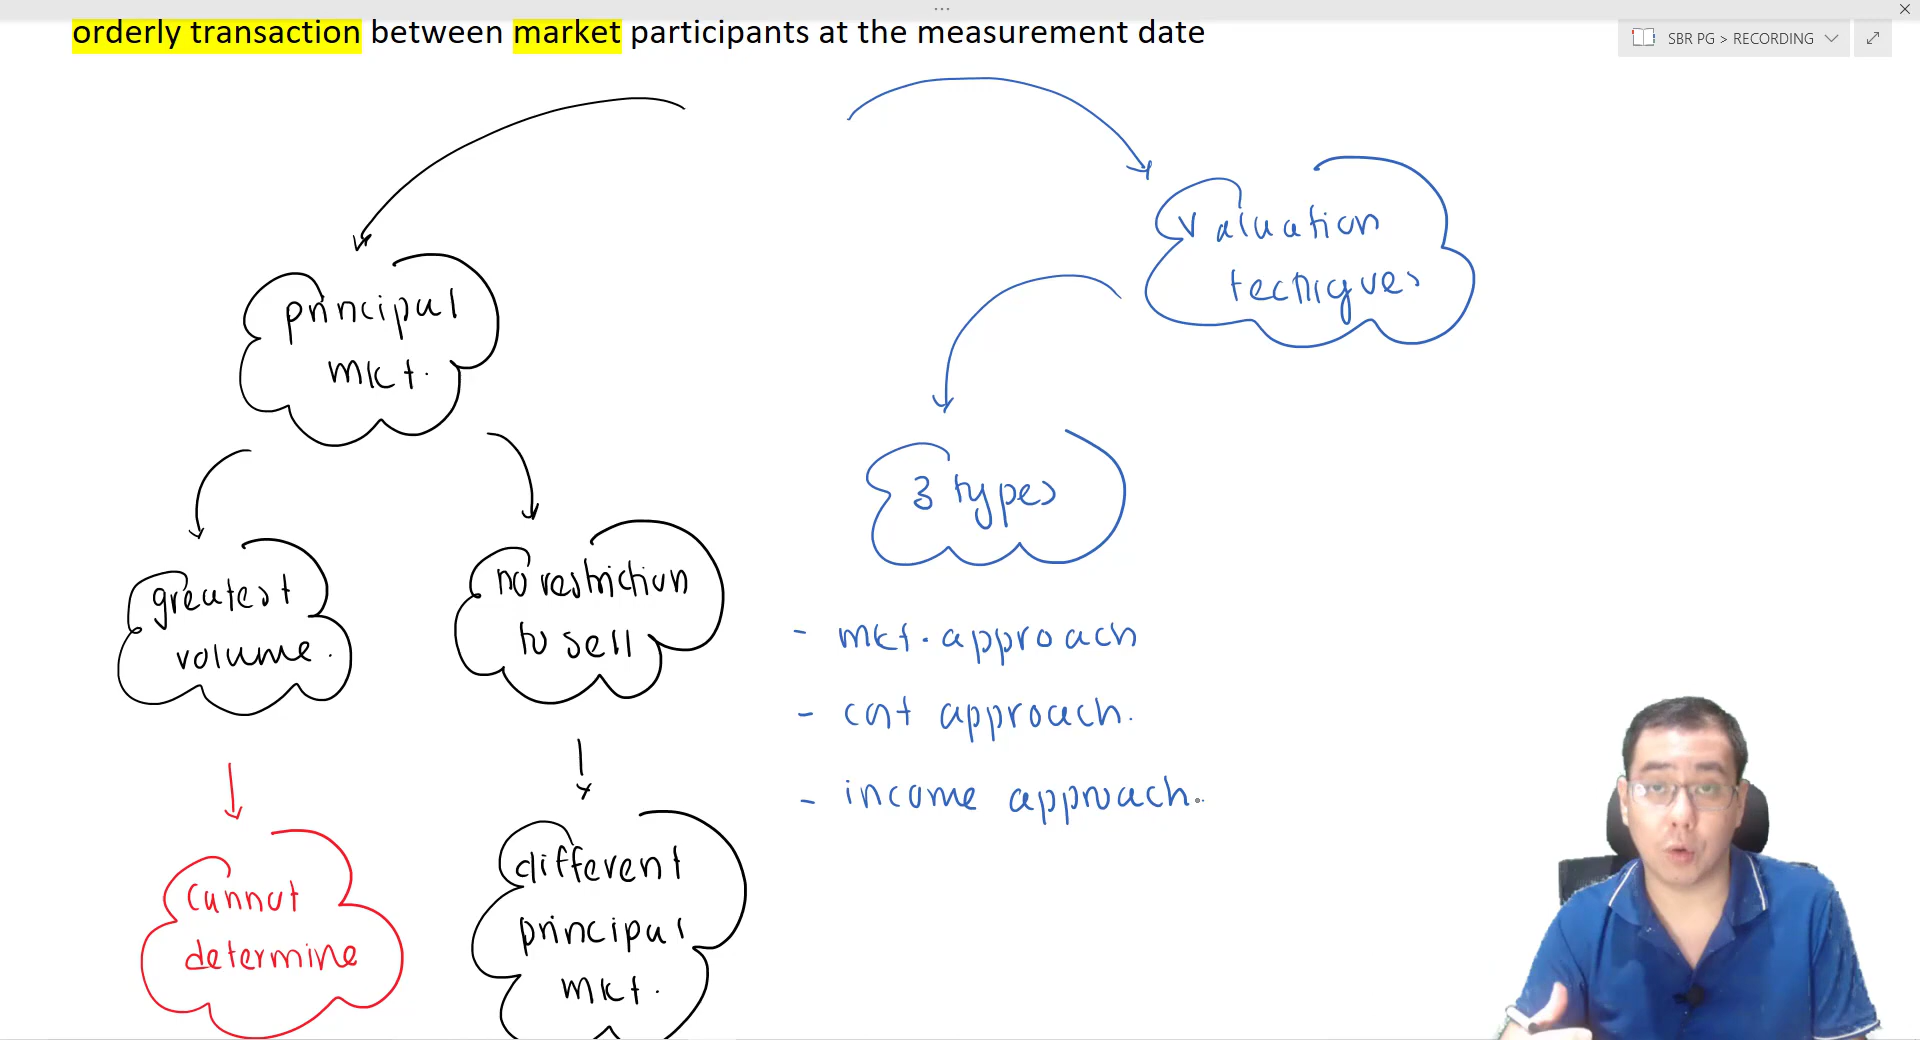 orderly transaction between market participants at the measurement date
SBR PG > RECORDING
principal
mkt.
greatest
volume.
cannot
determine
no restriction
to sell
different
principal
mkt.
valuation
techniques
3 types
- mkt. approach
- cost approach.
- income approach.